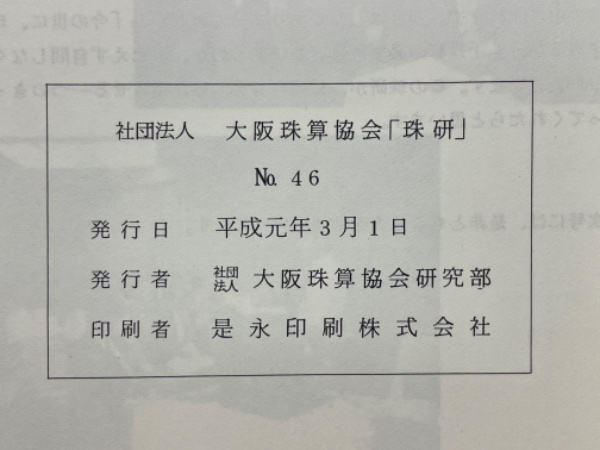 社団法人 大阪珠算協会「珠研」
№ 46
発行日 平成元年3月1日
発行者 社団法人 大阪珠算協会研究部
印刷者 是永印刷株式会社